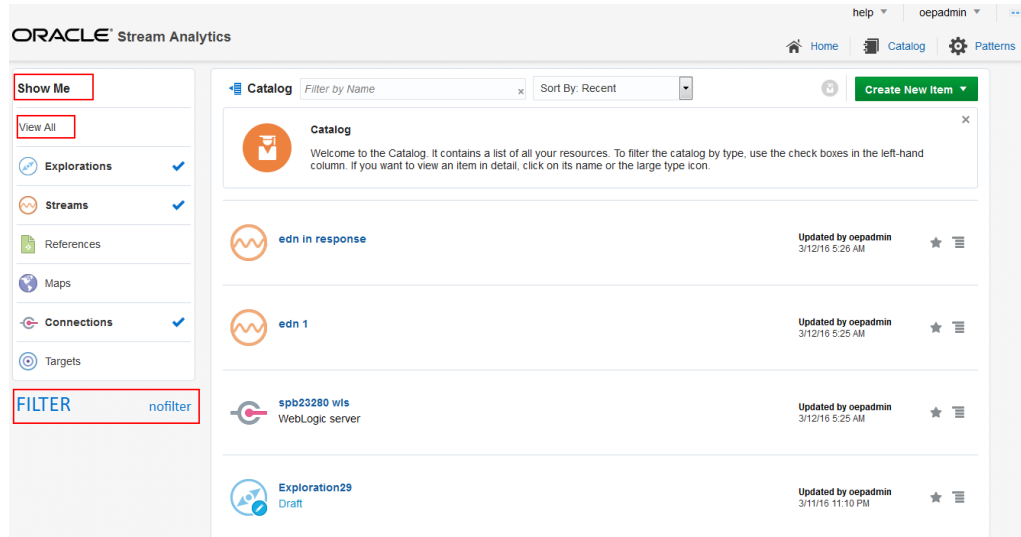 help oepadmin
ORACLE® Stream Analytics
Home Catalog Patterns
Show Me
View All
Explorations
Streams
References
Maps
Connections
Targets
FILTER nofilter
Catalog Filter by Name x Sort By: Recent Create New Item
Catalog
Welcome to the Catalog. It contains a list of all your resources. To filter the catalog by type, use the check boxes in the left-hand
column. If you want to view an item in detail, click on its name or the large type icon.
edn in response
Updated by oepadmin
3/12/16 5:26 AM
edn 1
Updated by oepadmin
3/12/16 5:25 AM
spb23280 wls
WebLogic server
Updated by oepadmin
3/12/16 5:25 AM
Exploration29
Draft
Updated by oepadmin
3/11/16 11:10 PM